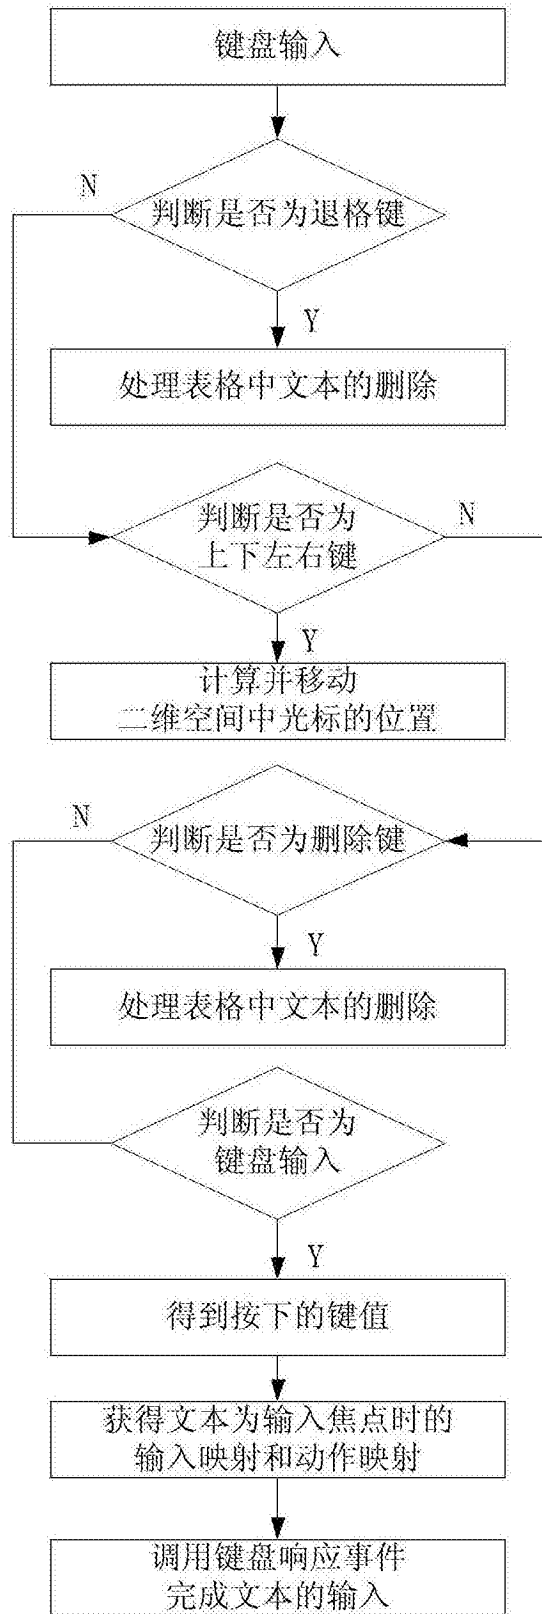 键盘输入
N
判断是否为退格键
Y
处理表格中文本的删除
判断是否为
上下左右键
N
Y
计算并移动
二维空间中光标的位置
N
判断是否为删除键
Y
处理表格中文本的删除
判断是否为
键盘输入
Y
得到按下的键值
获得文本为输入焦点时的
输入映射和动作映射
调用键盘响应事件
完成文本的输入